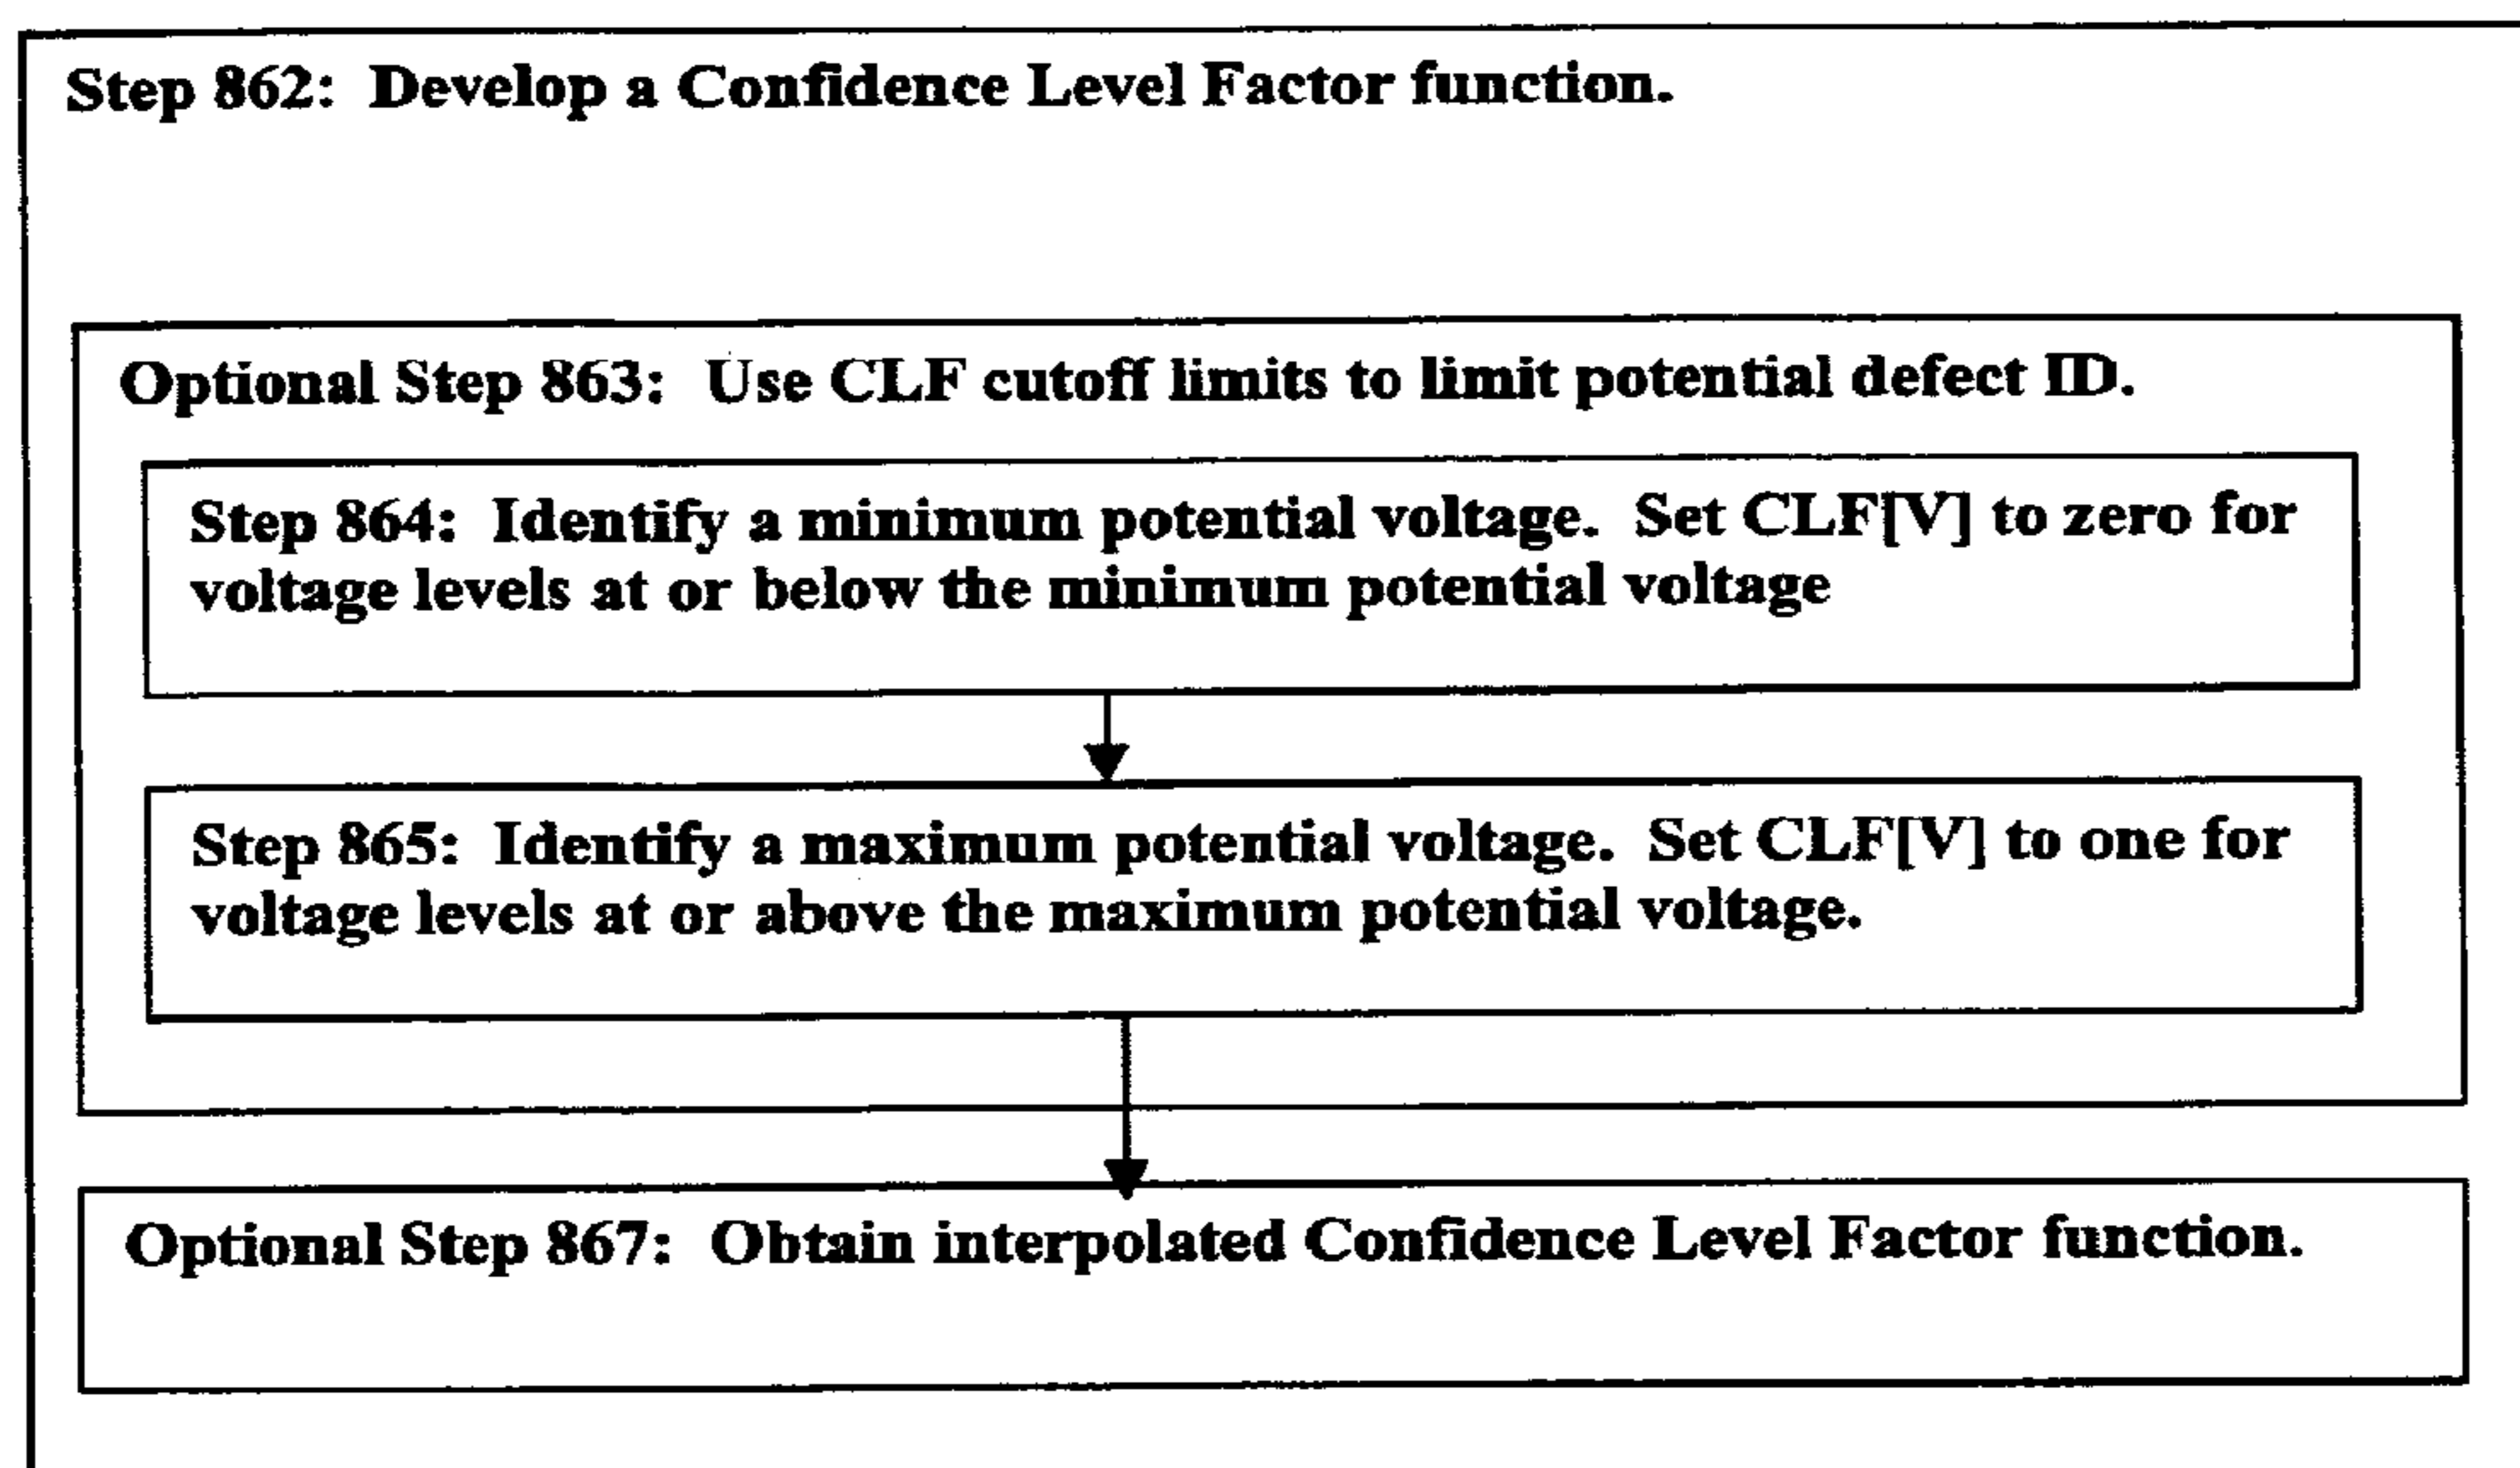 Step 862: Develop a Confidence Level Factor function.
Optional Step 863: Use CLF cutoff limits to limit potential defect ID.
Step 864: Identify a minimum potential voltage. Set CLF[V] to zero for
voltage levels at or below the minimum potential voltage
Step 865: Identify a maximum potential voltage. Set CLF[V] to one for
voltage levels at or above the maximum potential voltage.
Optional Step 867: Obtain interpolated Confidence Level Factor function.